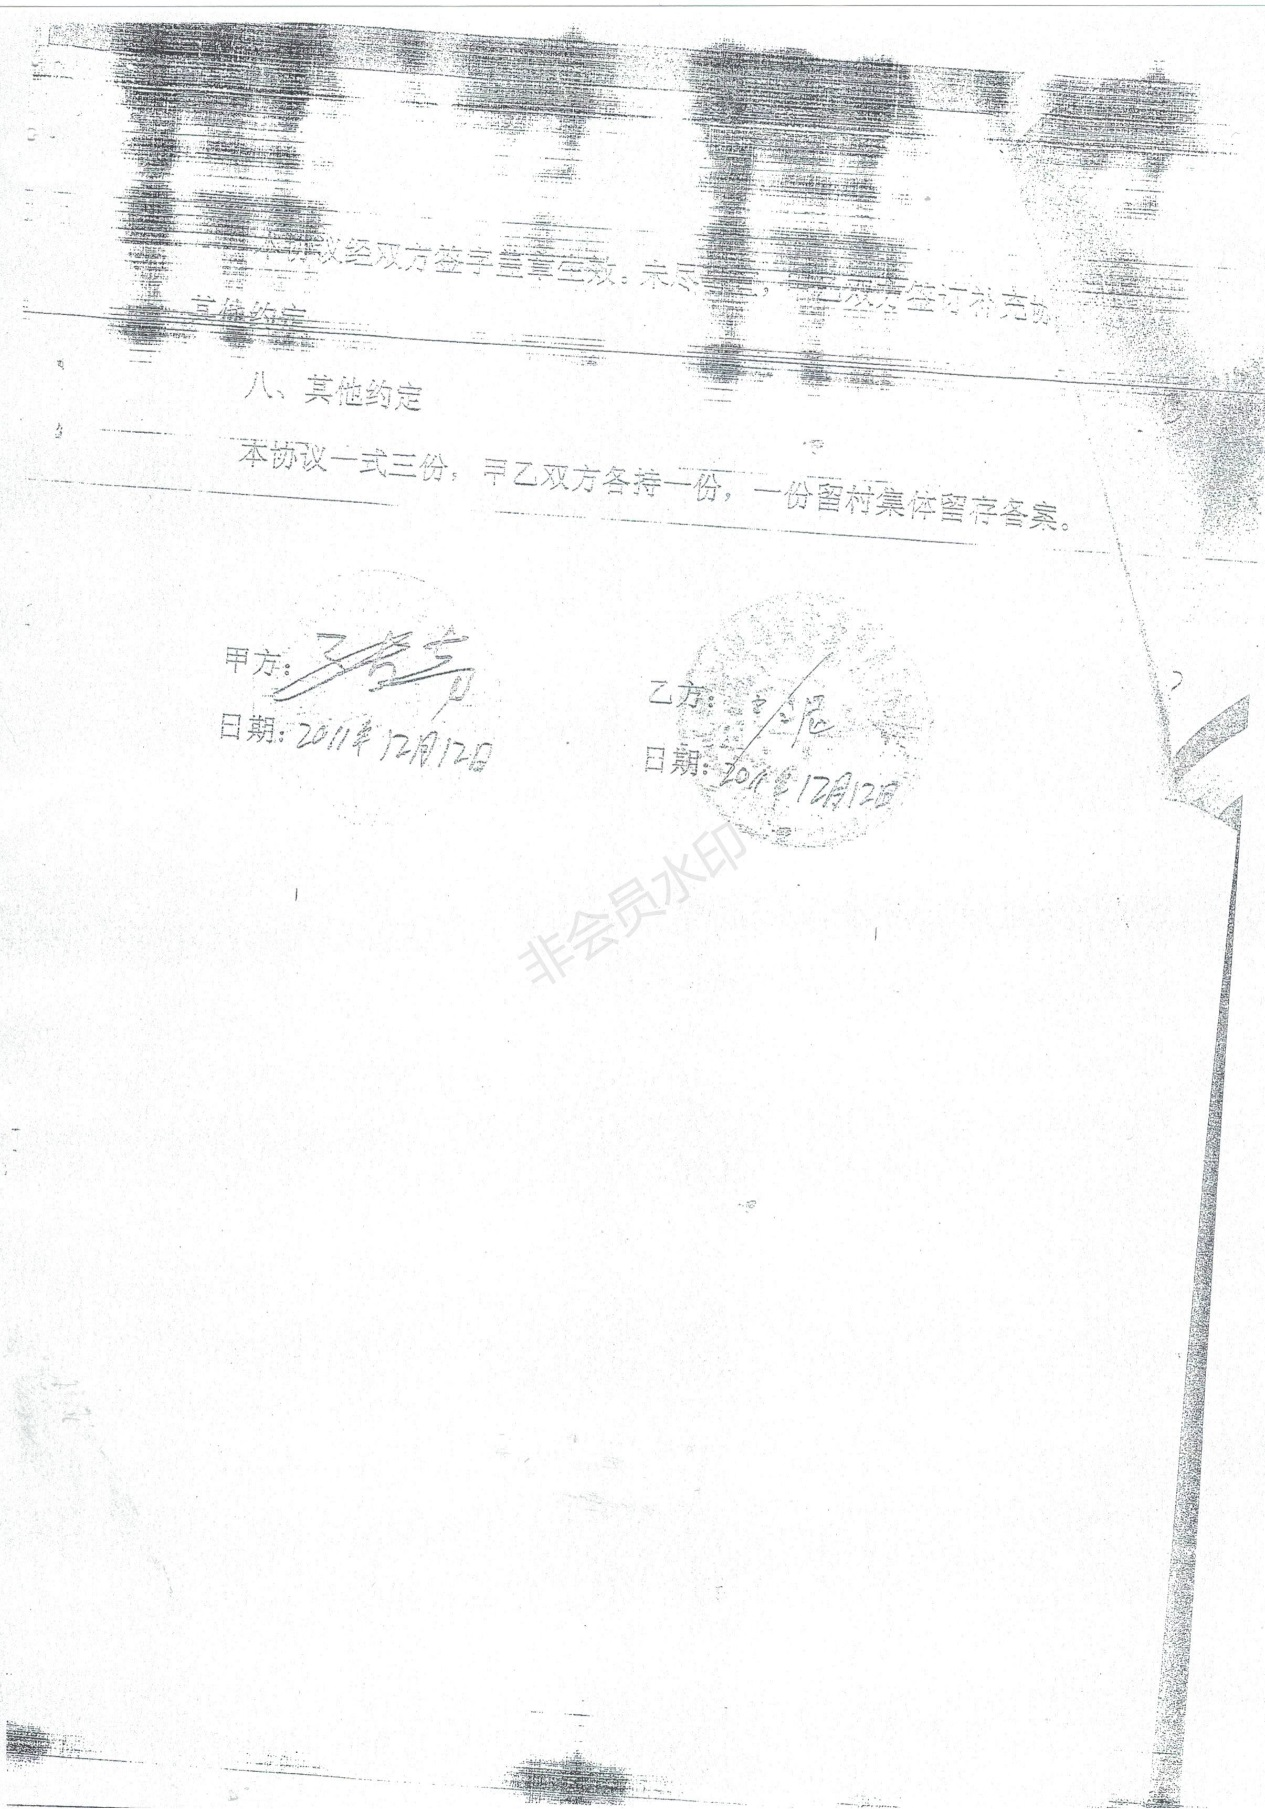 本协议经双方签字盖章生效。未尽 双方签订补充协
其他约定
八、其他约定
本协议一式三份，甲乙双方各持一份，一份留村集体留存备案。
甲方：
乙方：
日期：2011年12月12日
日期：2011年12月12日
非会员水印